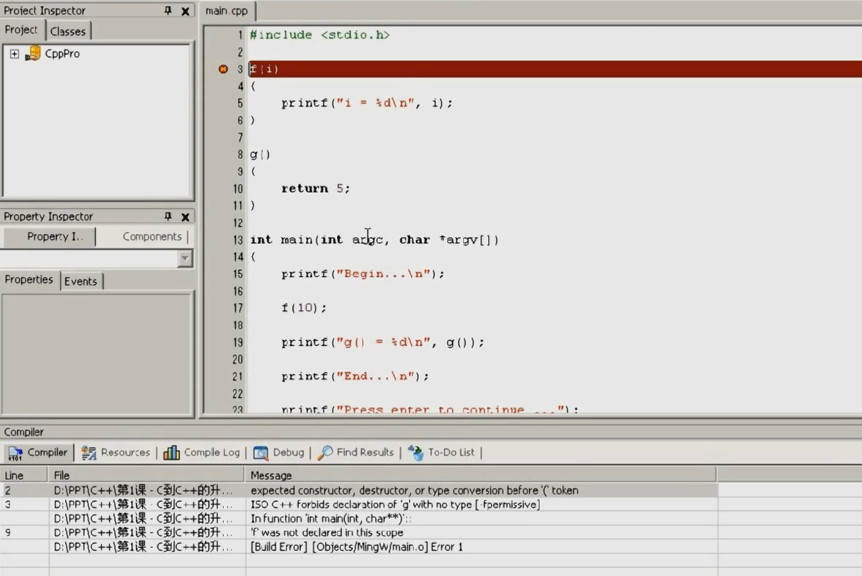 Project Inspector
Project Classes
CppPro
Property Inspector
Property I.. Components
Properties Events
main.cpp
1 #include <stdio.h>
2
3 f(i)
4 {
5 printf("i = %d\n", i);
6 }
7
8 g()
9 {
10 return 5;
11 }
12
13 int main(int argc, char *argv[])
14 {
15 printf("Begin...\n");
16
17 f(10);
18
19 printf("g() = %d\n", g());
20
21 printf("End...\n");
22
23 printf("Press enter to continue ...");
Compiler
Compiler Resources Compile Log Debug Find Results To-Do List
Line File Message
2 D:\PPT\C++\第1课 - C到C++的升... expected constructor, destructor, or type conversion before '(' token
3 D:\PPT\C++\第1课 - C到C++的升... ISO C++ forbids declaration of 'g' with no type [-fpermissive]
D:\PPT\C++\第1课 - C到C++的升... In function 'int main(int, char**)':
9 D:\PPT\C++\第1课 - C到C++的升... 'f' was not declared in this scope
D:\PPT\C++\第1课 - C到C++的升... [Build Error] [Objects/MingW/main.o] Error 1